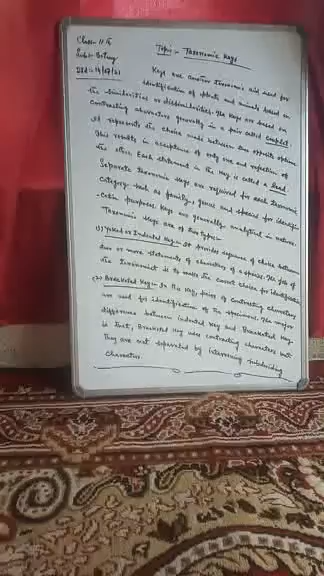 Class- 11 th
Topic:- Taxonomic Keys
Sub:- Botany
Dtd:- 14/07/21
Keys are another taxonomic aid used for
identification of plants and animals based on
the similarities or dissimilarities. The keys are based on
contrasting characters generally in a pair called couplet.
It represents the choice made between two opposite options
This results in acceptance of only one and rejection of
the other. Each statement in the key is called a lead.
Separate taxonomic keys are required for each taxonomic
category such as family, genus and species for identifi-
cation purposes. Keys are generally analytical in nature.
Taxonomic keys are of two types:-
(1) Yoked or Indented Key:- It provides sequence of choice between
two or more statements of characters of a species. The job of
the taxonomist is to make the correct choice for identification
(2) Bracketed Key:- In the key pairs of contrasting characters
are used for identification of the specimens. The major
difference between indented key and Bracketed key
is that, Bracketed key uses contrasting characters but
They are not separated by intervening subdividing
characters.